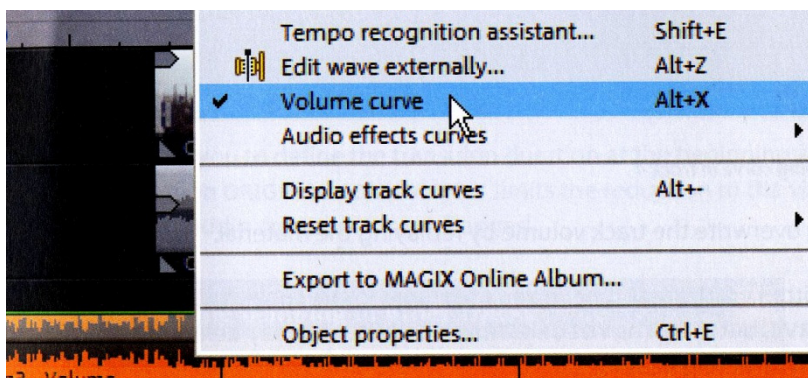 Tempo recognition assistant... Shift+E
Edit wave externally... Alt+Z
Volume curve Alt+X
Audio effects curves
Display track curves Alt+-
Reset track curves
Export to MAGIX Online Album...
Object properties... Ctrl+E
Volume